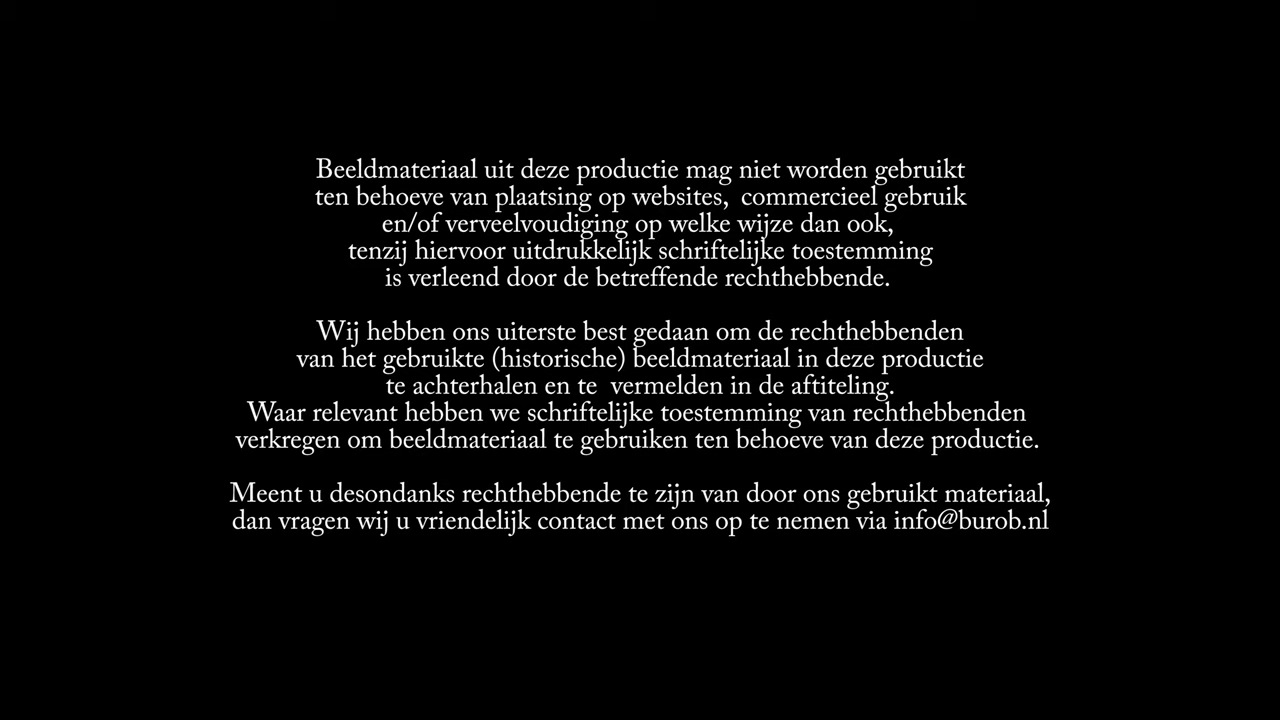 Beeldmateriaal uit deze productie mag niet worden gebruikt
ten behoeve van plaatsing op websites,  commercieel gebruik
en/of verveelvoudiging op welke wijze dan ook,
tenzij hiervoor uitdrukkelijk schriftelijke toestemming
is verleend door de betreffende rechthebbende.
Wij hebben ons uiterste best gedaan om de rechthebbenden
van het gebruikte (historische) beeldmateriaal in deze productie
te achterhalen en te  vermelden in de aftiteling.
Waar relevant hebben we schriftelijke toestemming van rechthebbenden
verkregen om beeldmateriaal te gebruiken ten behoeve van deze productie.
Meent u desondanks rechthebbende te zijn van door ons gebruikt materiaal,
dan vragen wij u vriendelijk contact met ons op te nemen via info@burob.nl